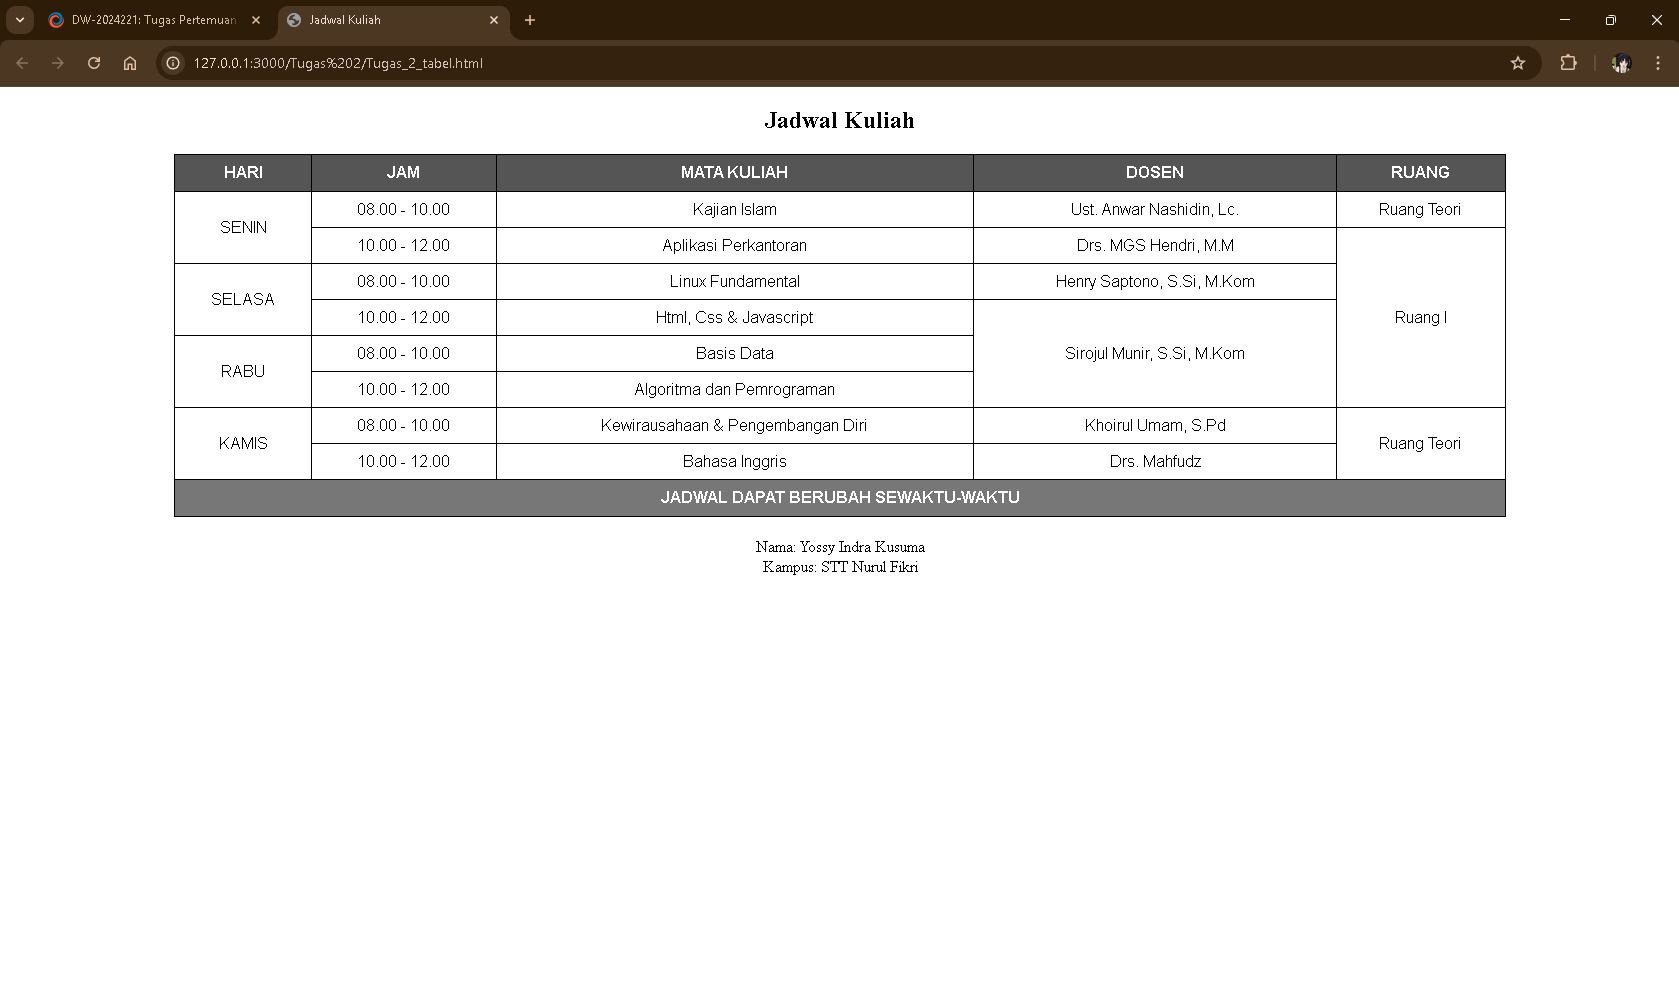 DW-2024221: Tugas Pertemuan
Jadwal Kuliah
127.0.0.1:3000/Tugas%202/Tugas_2_tabel.html
Jadwal Kuliah
HARI JAM MATA KULIAH DOSEN RUANG
SENIN 08.00 - 10.00 Kajian Islam Ust. Anwar Nashidin, Lc. Ruang Teori
10.00 - 12.00 Aplikasi Perkantoran Drs. MGS Hendri, M.M Ruang I
SELASA 08.00 - 10.00 Linux Fundamental Henry Saptono, S.Si, M.Kom
10.00 - 12.00 Html, Css & Javascript Sirojul Munir, S.Si, M.Kom
RABU 08.00 - 10.00 Basis Data
10.00 - 12.00 Algoritma dan Pemrograman
KAMIS 08.00 - 10.00 Kewirausahaan & Pengembangan Diri Khoirul Umam, S.Pd Ruang Teori
10.00 - 12.00 Bahasa Inggris Drs. Mahfudz
JADWAL DAPAT BERUBAH SEWAKTU-WAKTU
Nama: Yossy Indra Kusuma
Kampus: STT Nurul Fikri